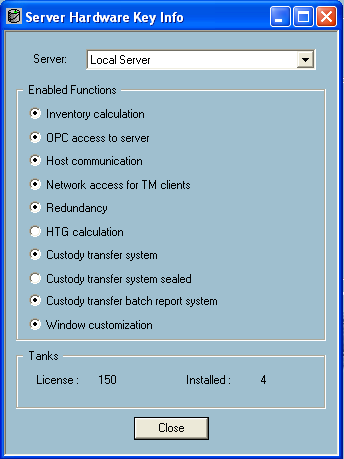 Server Hardware Key Info
Server: Local Server
Enabled Functions
Inventory calculation
OPC access to server
Host communication
Network access for TM clients
Redundancy
HTG calculation
Custody transfer system
Custody transfer system sealed
Custody transfer batch report system
Window customization
Tanks
License : 150 Installed : 4
Close